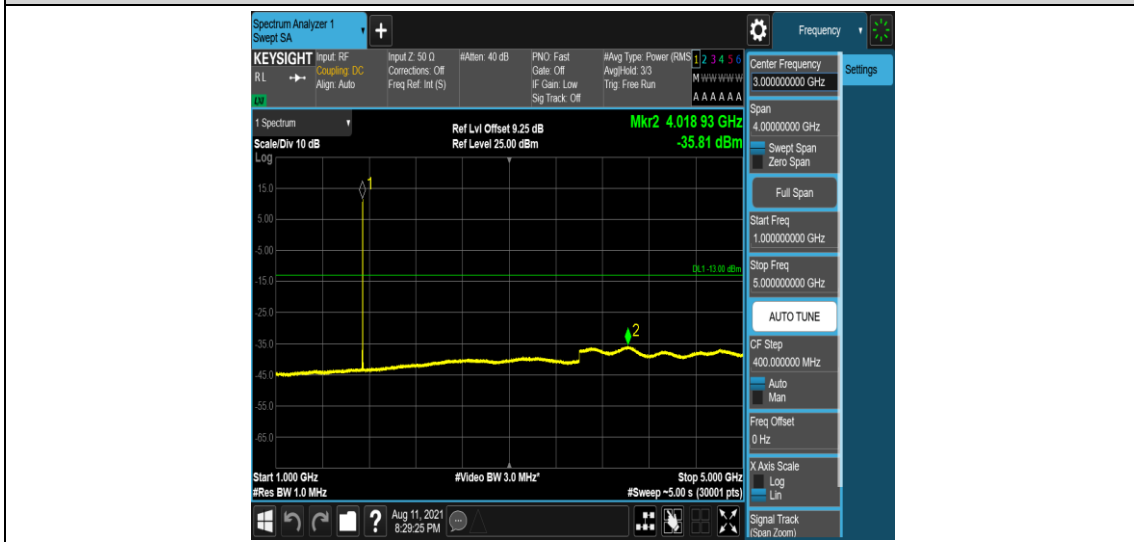 Spectrum Analyzer 1
Swept SA
+
Frequency
KEYSIGHT
RL
Input: RF
Coupling: DC
Align: Auto
Input Z: 50 Ω
Corrections: Off
Freq Ref: Int (S)
#Atten: 40 dB
PNO: Fast
Gate: Off
IF Gain: Low
Sig Track: Off
#Avg Type: Power (RMS
Avg|Hold: 3/3
Trig: Free Run
1 2 3 4 5 6
M W W W W W
A A A A A A
1 Spectrum
Scale/Div 10 dB
Log
Ref Lvl Offset 9.25 dB
Ref Level 25.00 dBm
Mkr2 4.018 93 GHz
-35.81 dBm
15.0
5.00
-5.00
-15.0
-25.0
-35.0
-45.0
-55.0
-65.0
1
DL1 -13.00 dBm
2
Start 1.000 GHz
#Res BW 1.0 MHz
#Video BW 3.0 MHz*
Stop 5.000 GHz
#Sweep ~5.00 s (30001 pts)
?
Aug 11, 2021
8:29:25 PM
Center Frequency
3.000000000 GHz
Settings
Span
4.00000000 GHz
Swept Span
Zero Span
Full Span
Start Freq
1.000000000 GHz
Stop Freq
5.000000000 GHz
AUTO TUNE
CF Step
400.000000 MHz
Auto
Man
Freq Offset
0 Hz
X Axis Scale
Log
Lin
Signal Track
(Span Zoom)